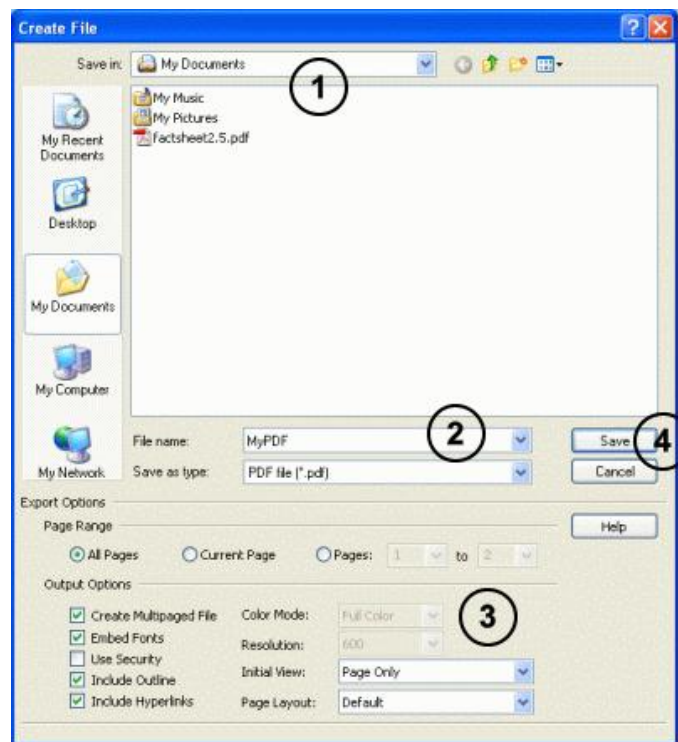 Create File
Save in: My Documents
1
My Recent
Documents
Desktop
My Documents
My Computer
My Network
My Music
My Pictures
factsheet2.5.pdf
File name: MyPDF
2
Save
4
Save as type: PDF file (*.pdf)
Cancel
Export Options
Page Range
Help
All Pages Current Page Pages: 1 to 2
Output Options
Create Multipaged File
Embed Fonts
Use Security
Include Outline
Include Hyperlinks
Color Mode: Full Color
3
Resolution: 600
Initial View: Page Only
Page Layout: Default